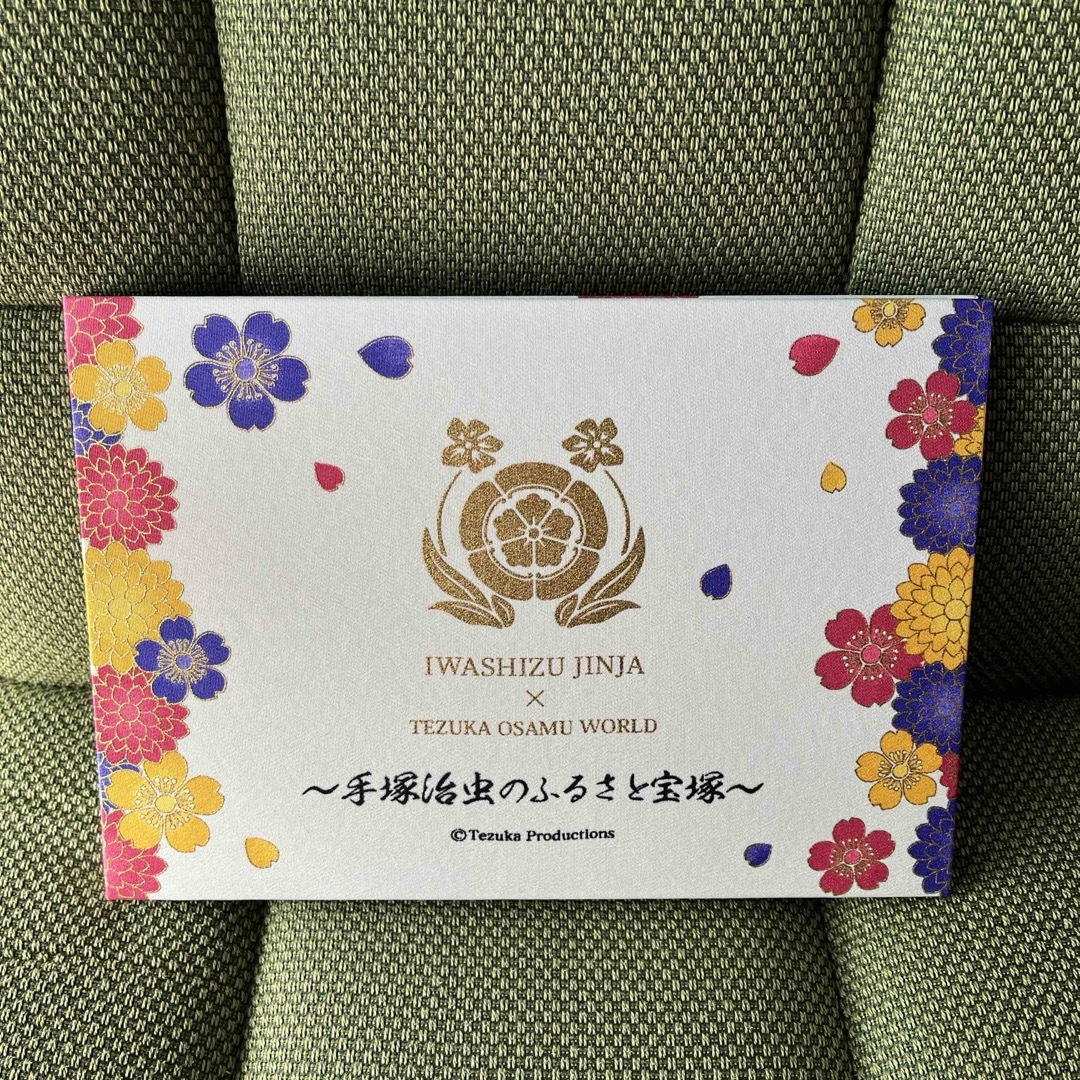 IWASHIZU JINJA
×
TEZUKA OSAMU WORLD
～手塚治虫のふるさと宝塚～
©Tezuka Productions